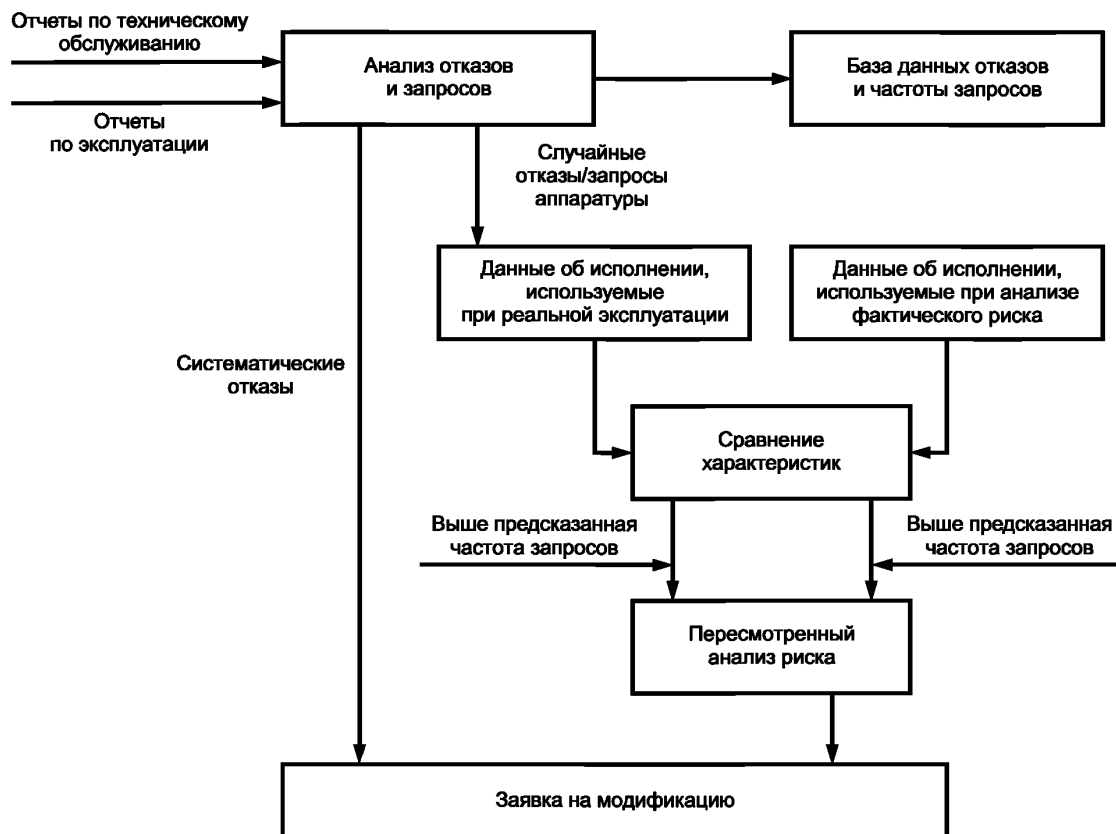 Отчеты по техническому
обслуживанию
Анализ отказов
и запросов
База данных отказов
и частоты запросов
Отчеты
по эксплуатации
Случайные
отказы/запросы
аппаратуры
Данные об исполнении,
используемые
при реальной эксплуатации
Данные об исполнении,
используемые при анализе
фактического риска
Систематические
отказы
Сравнение
характеристик
Выше предсказанная
частота запросов
Выше предсказанная
частота запросов
Пересмотренный
анализ риска
Заявка на модификацию